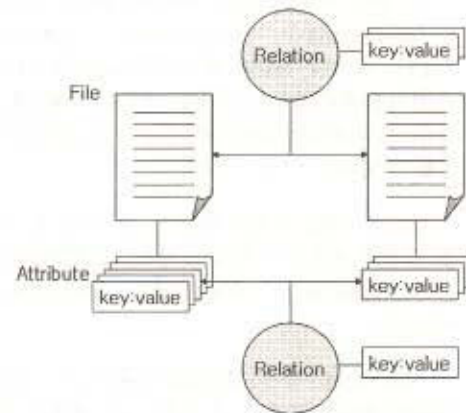 Relation
key:value
File
Attribute
key:value
key:value
Relation
key:value